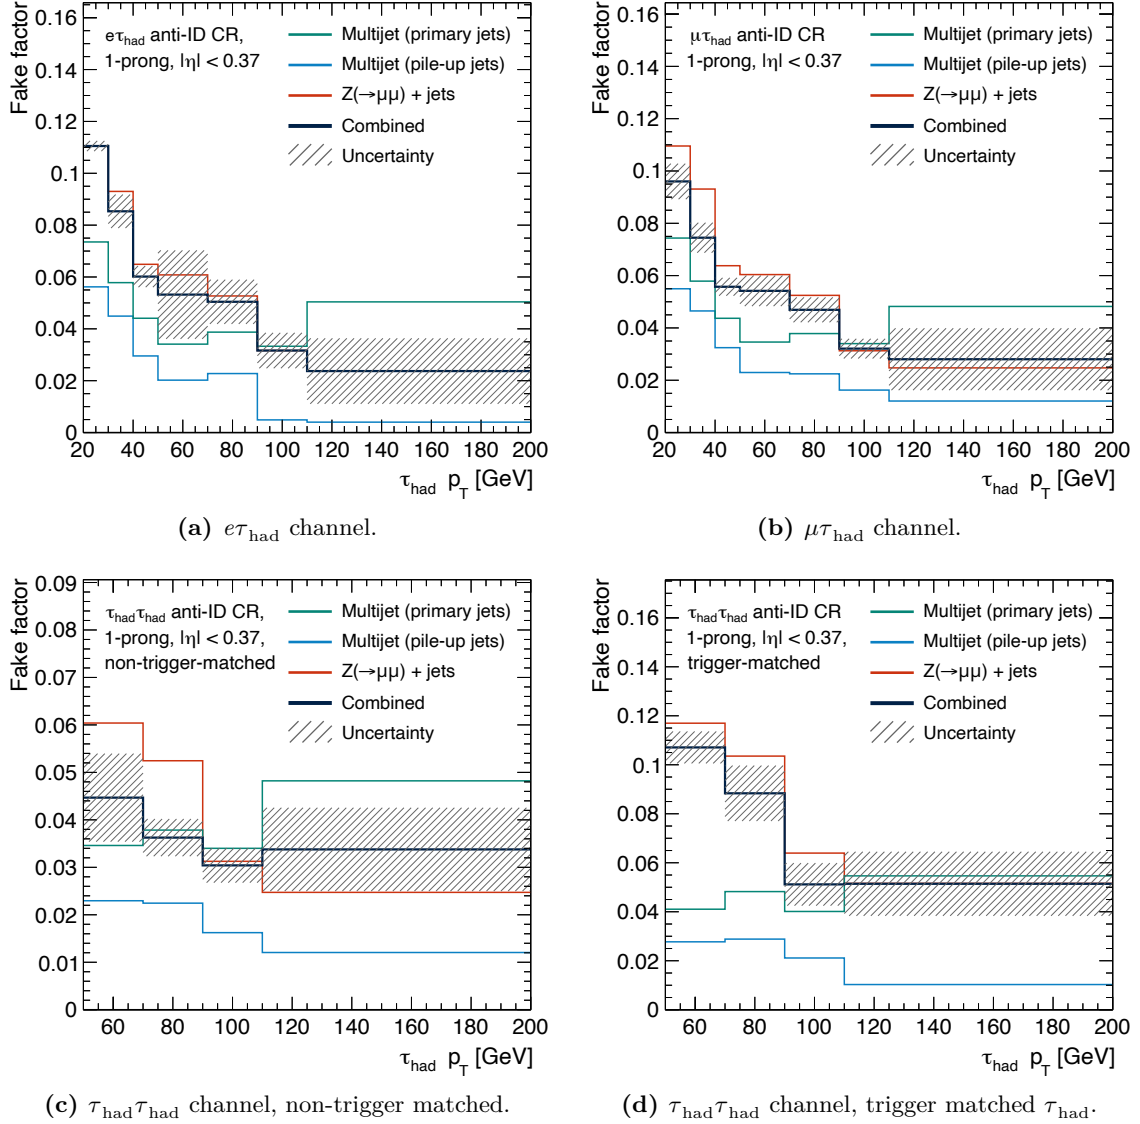 Fake factor
0.16
0.14
0.12
0.1
0.08
0.06
0.04
0.02
0
eτhad anti-ID CR,
1-prong, |η| < 0.37
Multijet (primary jets)
Multijet (pile-up jets)
Z(→μμ) + jets
Combined
Uncertainty
20 40 60 80 100 120 140 160 180 200
τhad pT [GeV]
(a) eτhad channel.
Fake factor
0.16
0.14
0.12
0.1
0.08
0.06
0.04
0.02
0
μτhad anti-ID CR
1-prong, |η| < 0.37
Multijet (primary jets)
Multijet (pile-up jets)
Z(→μμ) + jets
Combined
Uncertainty
20 40 60 80 100 120 140 160 180 200
τhad pT [GeV]
(b) μτhad channel.
Fake factor
0.09
0.08
0.07
0.06
0.05
0.04
0.03
0.02
0.01
0
τhadτhad anti-ID CR,
1-prong, |η| < 0.37,
non-trigger-matched
Multijet (primary jets)
Multijet (pile-up jets)
Z(→μμ) + jets
Combined
Uncertainty
60 80 100 120 140 160 180 200
τhad pT [GeV]
(c) τhadτhad channel, non-trigger matched.
Fake factor
0.16
0.14
0.12
0.1
0.08
0.06
0.04
0.02
0
τhadτhad anti-ID CR
1-prong, |η| < 0.37,
trigger-matched
Multijet (primary jets)
Multijet (pile-up jets)
Z(→μμ) + jets
Combined
Uncertainty
60 80 100 120 140 160 180 200
τhad pT [GeV]
(d) τhadτhad channel, trigger matched τhad.